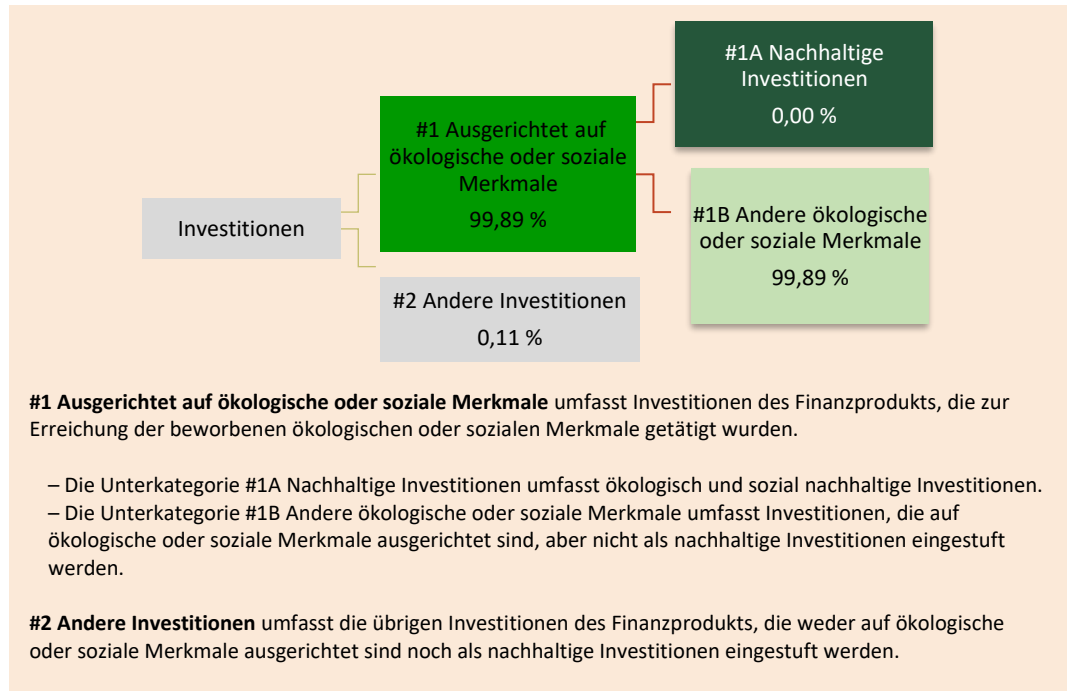 #1A Nachhaltige
Investitionen
0,00 %
#1 Ausgerichtet auf
ökologische oder soziale
Merkmale
99,89 %
Investitionen
#1B Andere ökologische
oder soziale Merkmale
99,89 %
#2 Andere Investitionen
0,11 %
#1 Ausgerichtet auf ökologische oder soziale Merkmale umfasst Investitionen des Finanzprodukts, die zur
Erreichung der beworbenen ökologischen oder sozialen Merkmale getätigt wurden.
– Die Unterkategorie #1A Nachhaltige Investitionen umfasst ökologisch und sozial nachhaltige Investitionen.
– Die Unterkategorie #1B Andere ökologische oder soziale Merkmale umfasst Investitionen, die auf
ökologische oder soziale Merkmale ausgerichtet sind, aber nicht als nachhaltige Investitionen eingestuft
werden.
#2 Andere Investitionen umfasst die übrigen Investitionen des Finanzprodukts, die weder auf ökologische
oder soziale Merkmale ausgerichtet sind noch als nachhaltige Investitionen eingestuft werden.